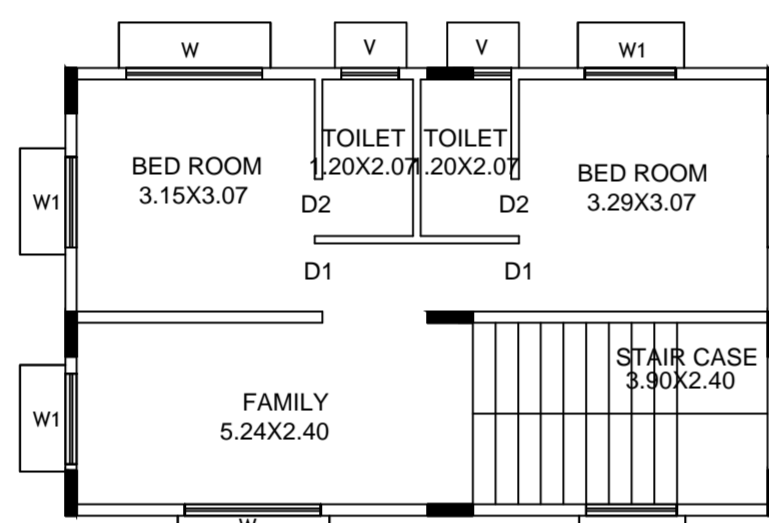 W
V
V
W1
BED ROOM
3.15X3.07
TOILET
1.20X2.07
TOILET
1.20X2.07
BED ROOM
3.29X3.07
W1
D2
D2
D1
D1
STAIR CASE
3.90X2.40
FAMILY
5.24X2.40
W1
W